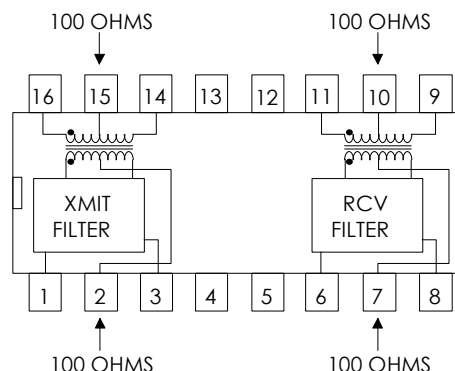 100 OHMS 100 OHMS
16 15 14 13 12 11 10 9
XMIT
FILTER
RCV
FILTER
1 2 3 4 5 6 7 8
100 OHMS 100 OHMS